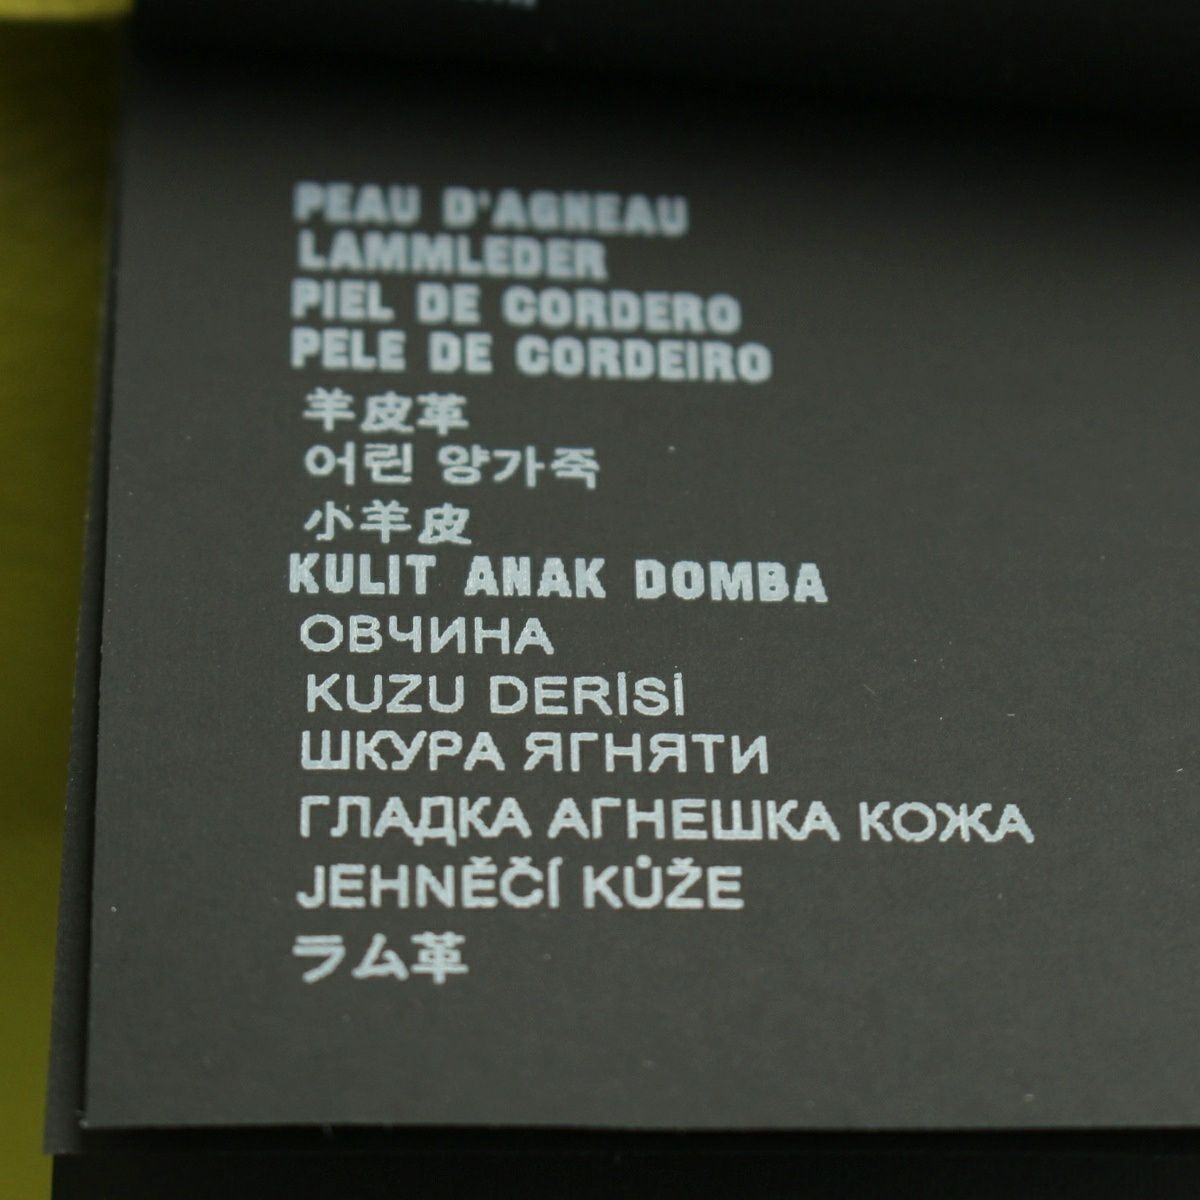 PEAU D'AGNEAU
LAMMLEDER
PIEL DE CORDERO
PELE DE CORDEIRO
羊皮革
어린 양가죽
小羊皮
KULIT ANAK DOMBA
ОВЧИНА
KUZU DERİSİ
ШКУРА ЯГНЯТИ
ГЛАДКА АГНЕШКА КОЖА
JEHNĚČÍ KŮŽE
ラム革